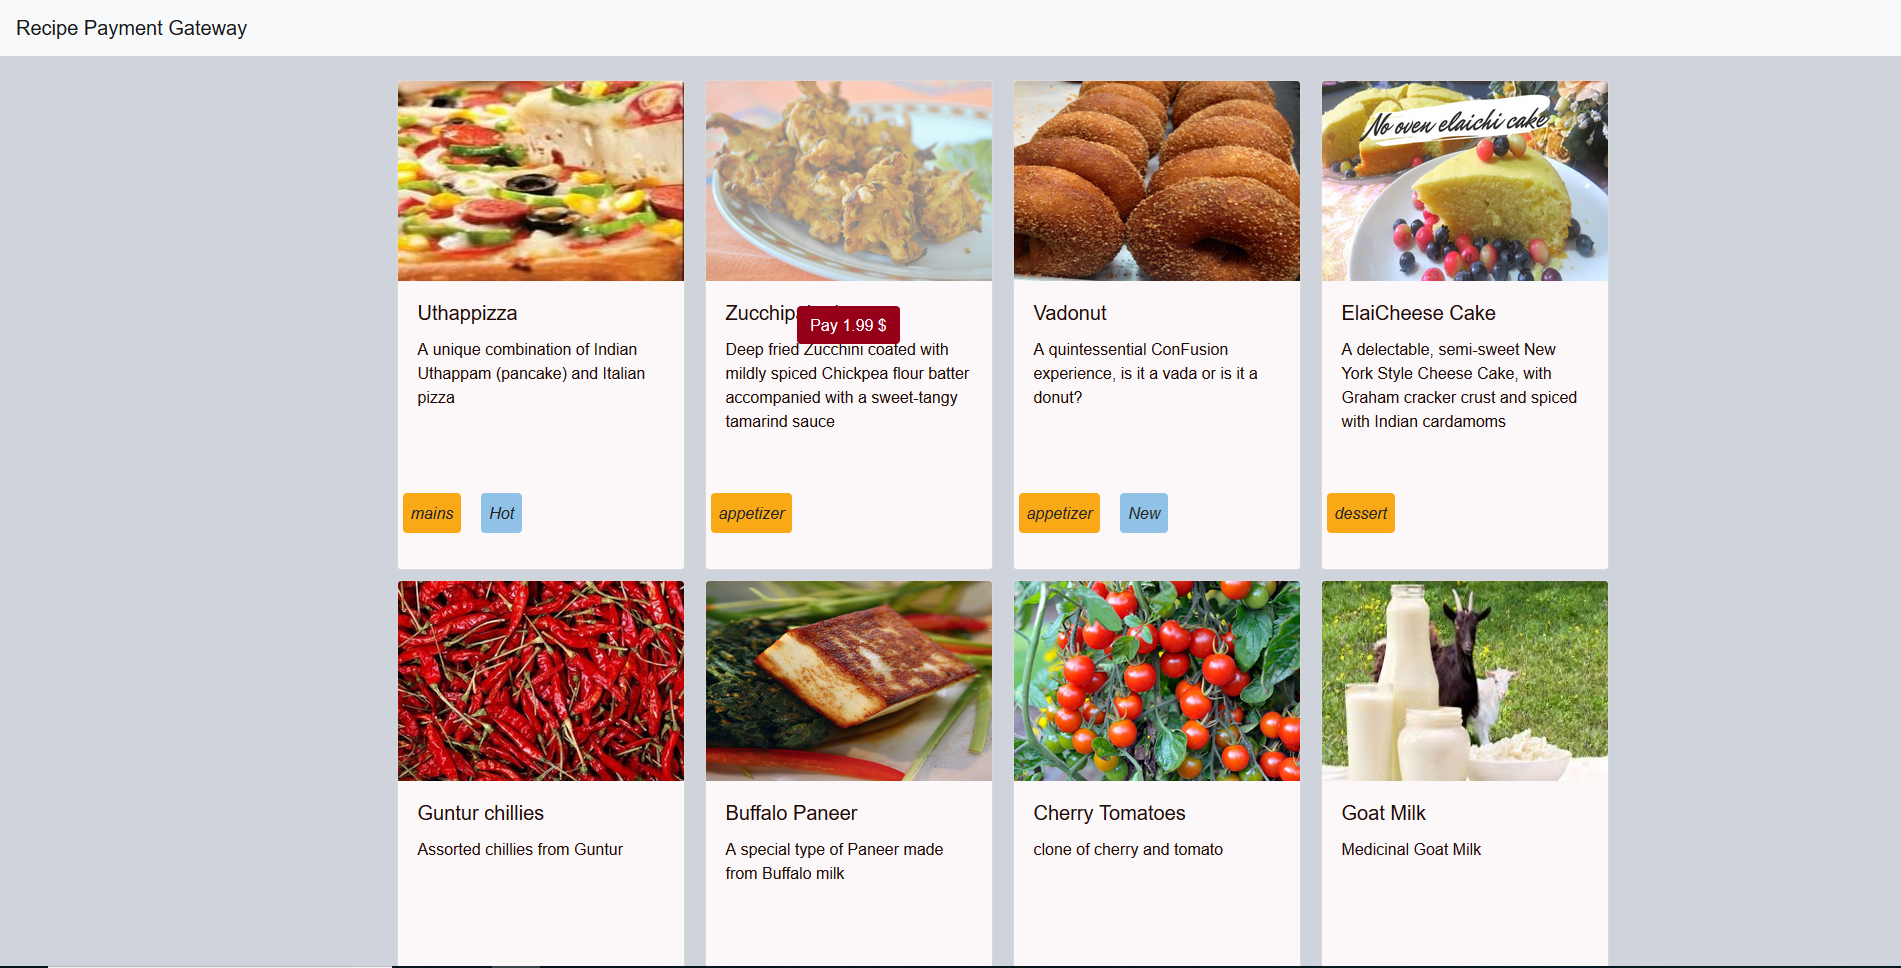 Recipe Payment Gateway
No oven elaichi cake
Uthappizza
A unique combination of Indian
Uthappam (pancake) and Italian
pizza
mains
Hot
Pay 1.99 $
Deep fried Zucchini coated with
mildly spiced Chickpea flour batter
accompanied with a sweet-tangy
tamarind sauce
appetizer
Vadonut
A quintessential ConFusion
experience, is it a vada or is it a
donut?
appetizer
New
ElaiCheese Cake
A delectable, semi-sweet New
York Style Cheese Cake, with
Graham cracker crust and spiced
with Indian cardamoms
dessert
Guntur chillies
Assorted chillies from Guntur
Buffalo Paneer
A special type of Paneer made
from Buffalo milk
Cherry Tomatoes
clone of cherry and tomato
Goat Milk
Medicinal Goat Milk